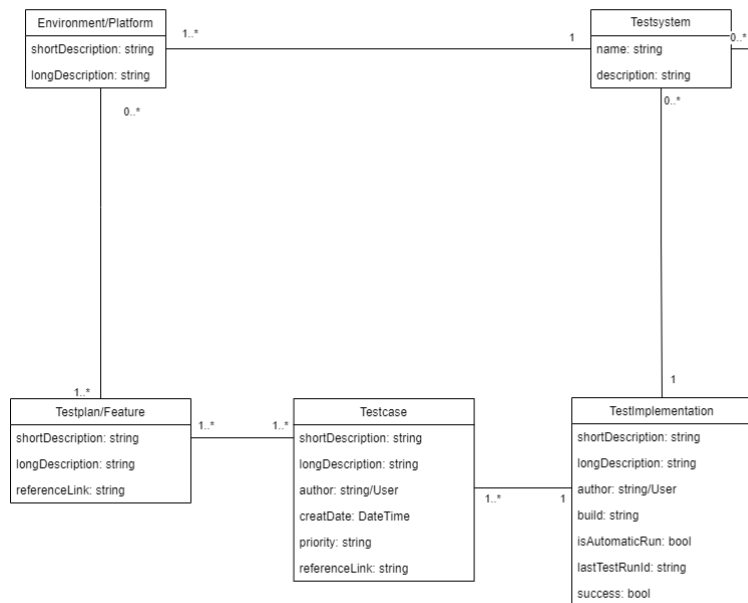 Environment/Platform
shortDescription: string
longDescription: string
1..*
1
Testsystem
name: string
description: string
0..*
0..*
0..*
1..*
1
Testplan/Feature
shortDescription: string
longDescription: string
referenceLink: string
1..*
1..*
Testcase
shortDescription: string
longDescription: string
author: string/User
creatDate: DateTime
priority: string
referenceLink: string
1..*
1
TestImplementation
shortDescription: string
longDescription: string
author: string/User
build: string
isAutomaticRun: bool
lastTestRunId: string
success: bool